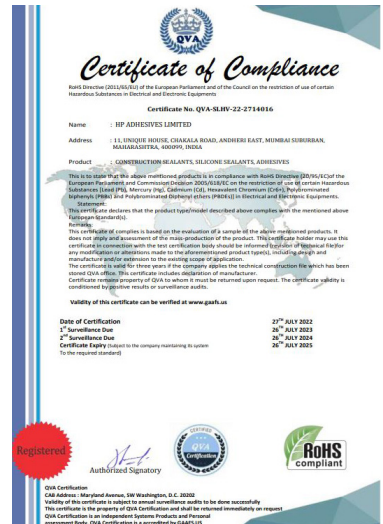 QVA
Certificate of Compliance
RoHS Directive (2011/65/EU) of the European Parliament and of the Council on the restriction of use of certain
Hazardous Substances in Electrical and Electronic Equipments
Certificate No. QVA-SLHV-22-2714016
Name : HP ADHESIVES LIMITED
Address : 11, UNIQUE HOUSE, CHAKALA ROAD, ANDHERI EAST, MUMBAI SUBURBAN,
MAHARASHTRA, 400099, INDIA
Product : CONSTRUCTION SEALANTS, SILICONE SEALANTS, ADHESIVES
This is to state that the above mentioned products is in compliance with RoHS Directive (20/95/EC)of the
European Parliament and Commission Decision 2005/618/EC on the restriction of use of certain Hazardous
Substances [Lead (Pb), Mercury (Hg), Cadmium (Cd), Hexavalent Chromium (Cr6+), Polybrominated
biphenyls (PBBs) and Polybrominated Disphenyl ethers (PBDEs)] in Electrical and Electronic Equipments.
Statement:
This certificate declares that the product type/model described above complies with the mentioned above
European Standard(s).
Remarks:
This certificate of complies is based on the evaluation of a sample of the above mentioned products. It
does not imply and assessment of the mass-production of the product. This certificate holder may use this
certificate in connection with the test certification body should be informed (revision of technical file)for
any modification or alterations made to the aforementioned product type(s), including design and
manufacture and/or extension to the existing scope of application.
The certificate is valid for three years if the company applies the technical construction file which has been
stored QVA office. This certificate includes declaration of manufacturer.
Certificate remains property of QVA to whom it must be returned upon request. The certificate validity is
conditioned by positive results or surveillance audits.
Validity of this certificate can be verified at www.gaafs.us
Date of Certification 27TH JULY 2022
1st Surveillance Due 26TH JULY 2023
2nd Surveillance Due 26TH JULY 2024
Certificate Expiry (Subject to the company maintaining its system 26TH JULY 2025
To the required standard)
Registered
Authorized Signatory
CERTIFIED
QVA
Certification
RoHS
compliant
QVA Certification
CAB Address : Maryland Avenue, SW Washington, D.C. 20202
Validity of this certificate is subject to annual surveillance audits to be done successfully
This certificate is the property of QVA Certification and shall be returned immediately on request
QVA Certification is an Independent Systems Products and Personal
assessment Body. QVA Certification is a accredited by GAAFS.US